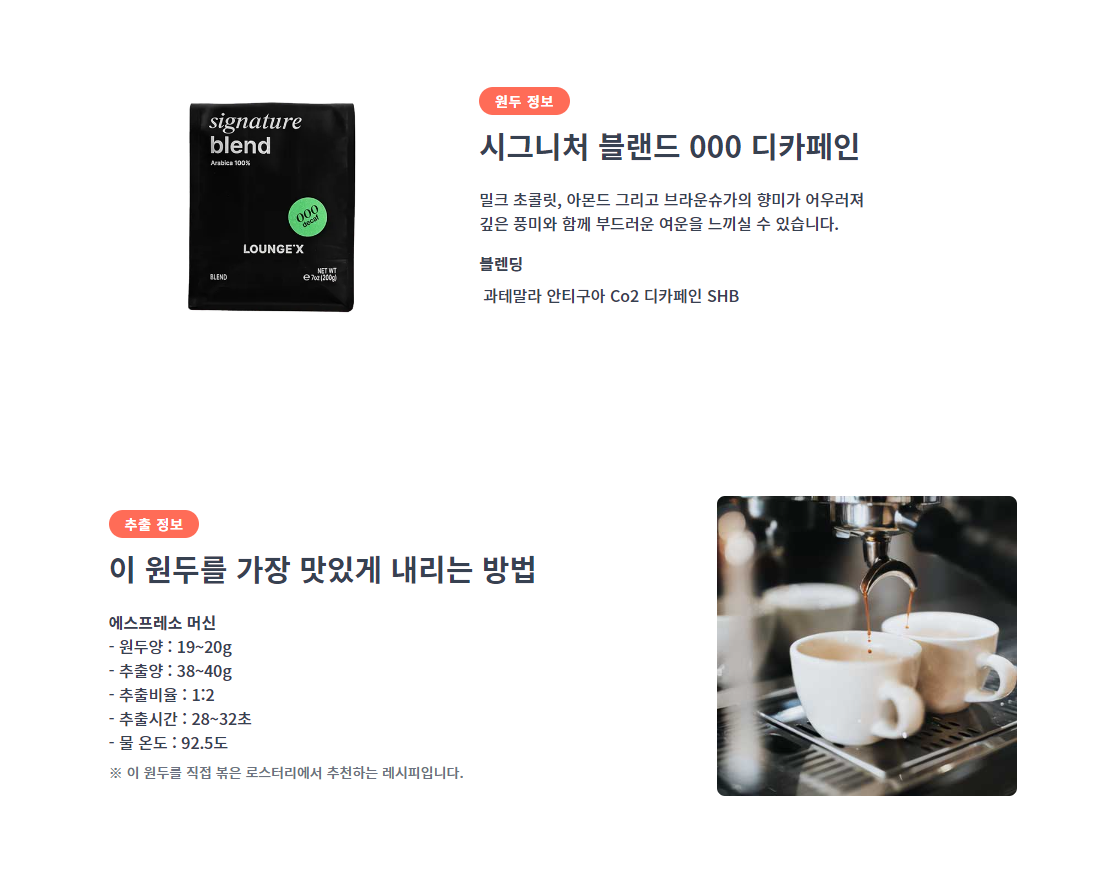 signature
blend
Arabica 100%
000
decaf
LOUNGE'X
BLEND
NET WT
℮ 7oz (200g)
원두 정보
시그니처 블랜드 000 디카페인
밀크 초콜릿, 아몬드 그리고 브라운슈가의 향미가 어우러져
깊은 풍미와 함께 부드러운 여운을 느끼실 수 있습니다.
블렌딩
과테말라 안티구아 Co2 디카페인 SHB
추출 정보
이 원두를 가장 맛있게 내리는 방법
에스프레소 머신
- 원두양 : 19~20g
- 추출양 : 38~40g
- 추출비율 : 1:2
- 추출시간 : 28~32초
- 물 온도 : 92.5도
※ 이 원두를 직접 볶은 로스터리에서 추천하는 레시피입니다.